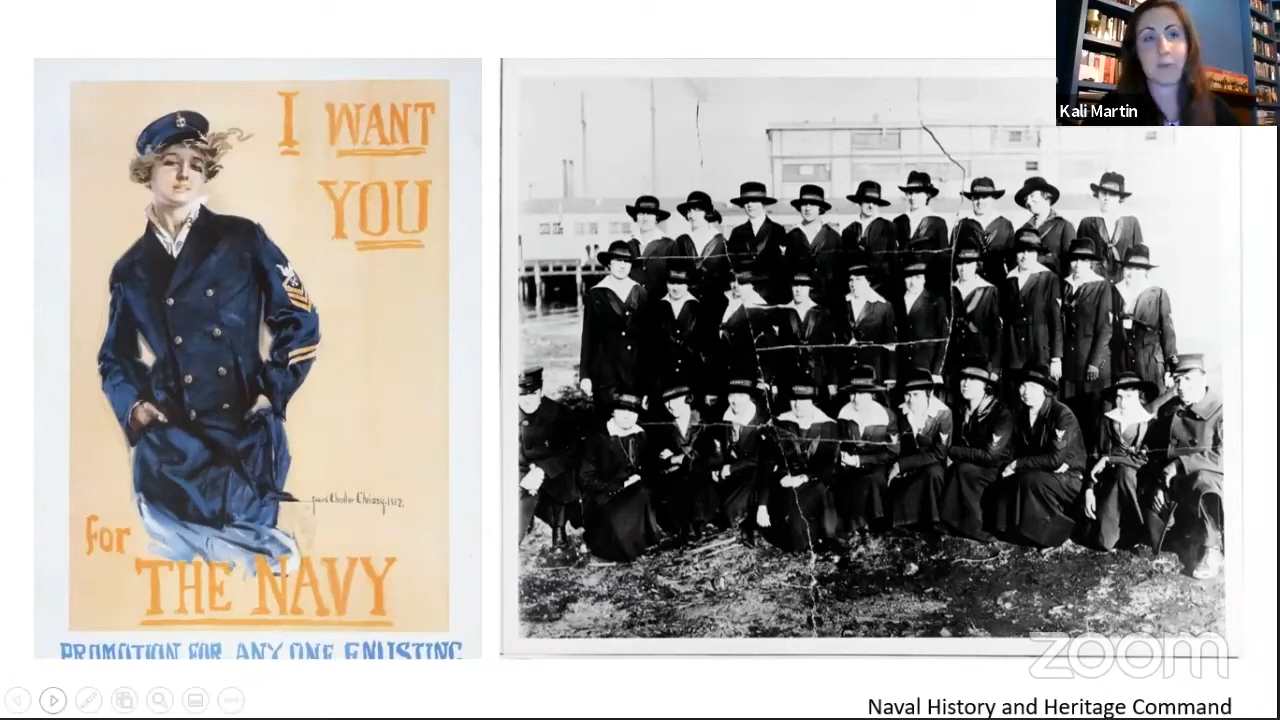 I WANT
YOU
for
THE NAVY
PROMOTION FOR ANY ONE ENLISTING
Kali Martin
zoom
Naval History and Heritage Command